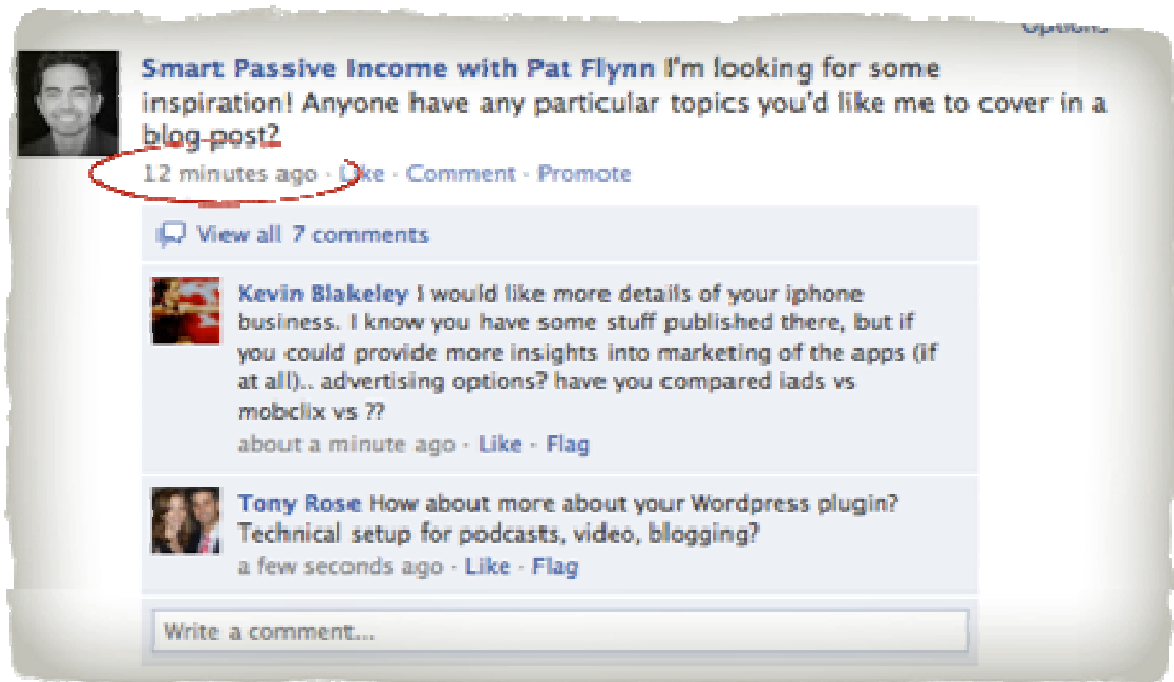 Options
Smart Passive Income with Pat Flynn I'm looking for some
inspiration! Anyone have any particular topics you'd like me to cover in a
blog post?
12 minutes ago · Like · Comment · Promote
View all 7 comments
Kevin Blakeley I would like more details of your iphone
business. I know you have some stuff published there, but if
you could provide more insights into marketing of the apps (if
at all).. advertising options? have you compared iads vs
mobclix vs ??
about a minute ago · Like · Flag
Tony Rose How about more about your Wordpress plugin?
Technical setup for podcasts, video, blogging?
a few seconds ago · Like · Flag
Write a comment...